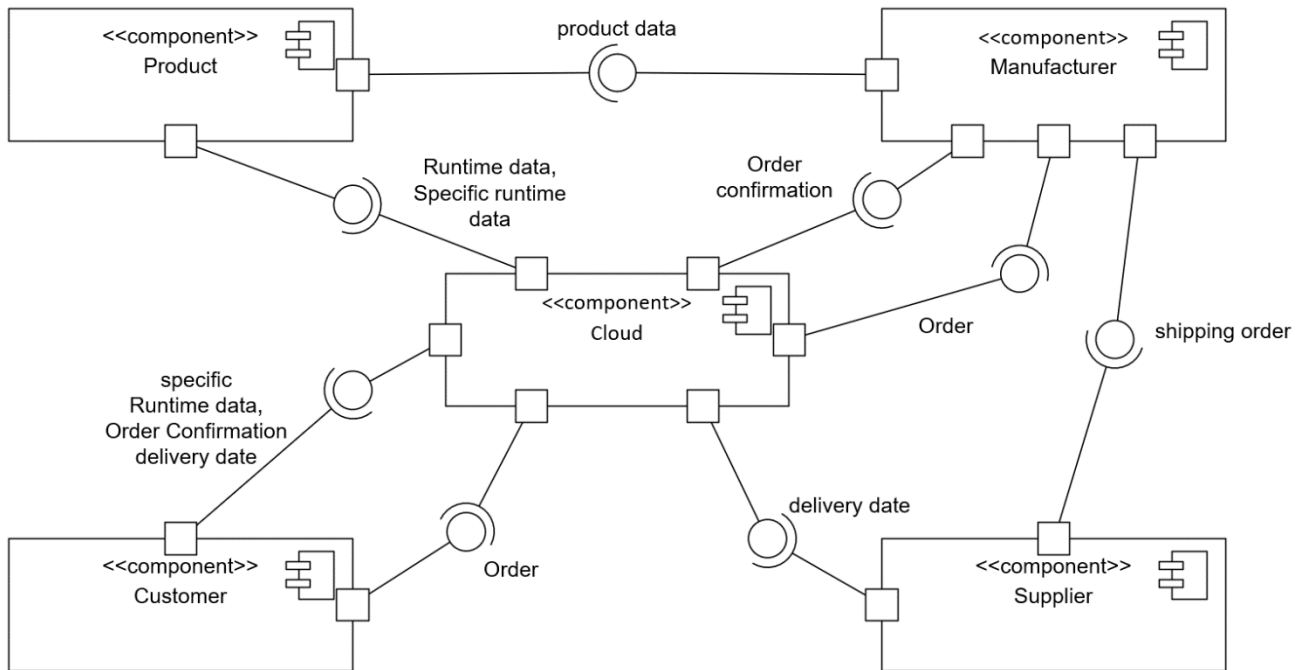 <<component>>
Product
product data
<<component>>
Manufacturer
Runtime data,
Specific runtime
data
Order
confirmation
<<component>>
Cloud
Order
shipping order
specific
Runtime data,
Order Confirmation
delivery date
<<component>>
Customer
Order
delivery date
<<component>>
Supplier